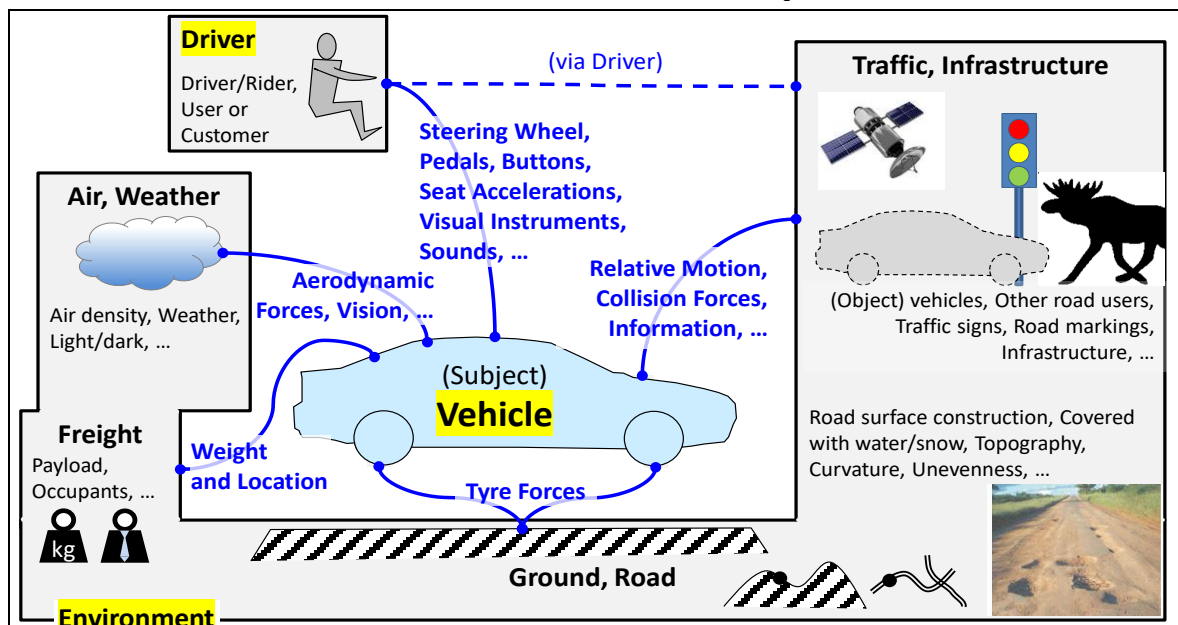 Driver
Driver/Rider,
User or
Customer
(via Driver)
Traffic, Infrastructure
Steering Wheel,
Pedals, Buttons,
Seat Accelerations,
Visual Instruments,
Sounds, …
Air, Weather
Air density, Weather,
Light/dark, …
Aerodynamic
Forces, Vision, …
Relative Motion,
Collision Forces,
Information, …
(Object) vehicles, Other road users,
Traffic signs, Road markings,
Infrastructure, …
(Subject)
Vehicle
Freight
Payload,
Occupants, …
kg
Weight
and Location
Tyre Forces
Road surface construction, Covered
with water/snow, Topography,
Curvature, Unevenness, …
Ground, Road
Environment